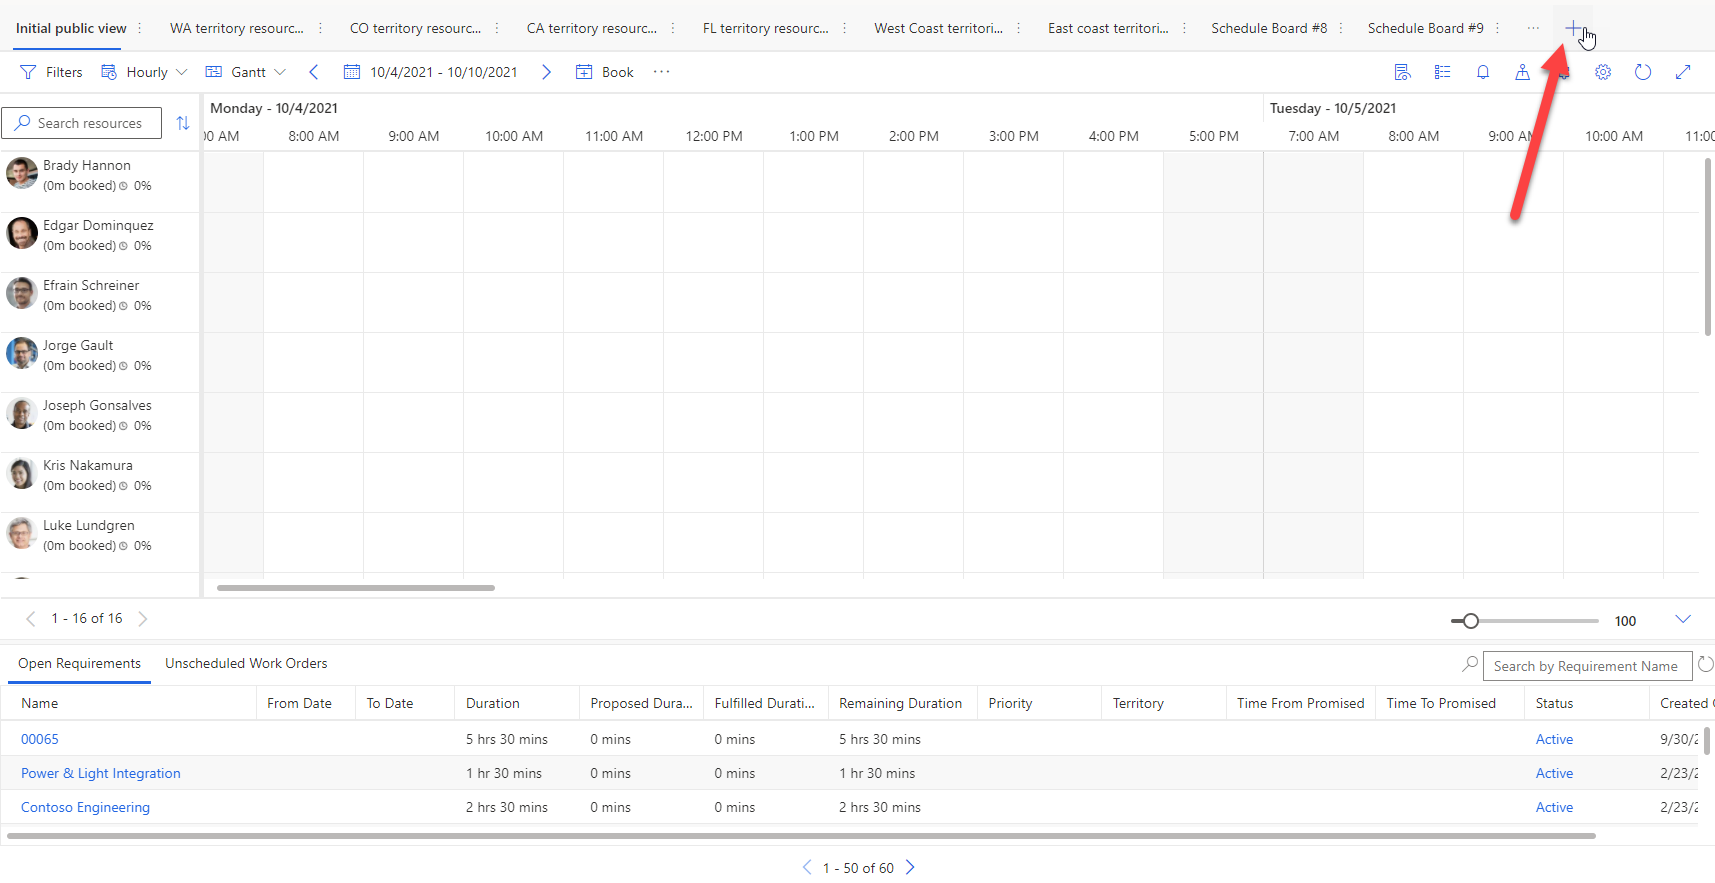 Initial public view WA territory resourc... CO territory resourc... CA territory resourc... FL territory resourc... West Coast territori... East coast territori... Schedule Board #8 Schedule Board #9
Filters Hourly Gantt 10/4/2021 - 10/10/2021 Book
Monday - 10/4/2021 Tuesday - 10/5/2021
Search resources
00 AM 8:00 AM 9:00 AM 10:00 AM 11:00 AM 12:00 PM 1:00 PM 2:00 PM 3:00 PM 4:00 PM 5:00 PM 7:00 AM 8:00 AM 9:00 AM 10:00 AM 11:00
Brady Hannon
(0m booked) 0%
Edgar Dominquez
(0m booked) 0%
Efrain Schreiner
(0m booked) 0%
Jorge Gault
(0m booked) 0%
Joseph Gonsalves
(0m booked) 0%
Kris Nakamura
(0m booked) 0%
Luke Lundgren
(0m booked) 0%
1 - 16 of 16 100
Open Requirements Unscheduled Work Orders Search by Requirement Name
Name From Date To Date Duration Proposed Dura... Fulfilled Durati... Remaining Duration Priority Territory Time From Promised Time To Promised Status Created
00065 5 hrs 30 mins 0 mins 0 mins 5 hrs 30 mins Active 9/30/2
Power & Light Integration 1 hr 30 mins 0 mins 0 mins 1 hr 30 mins Active 2/23/2
Contoso Engineering 2 hrs 30 mins 0 mins 0 mins 2 hrs 30 mins Active 2/23/2
1 - 50 of 60